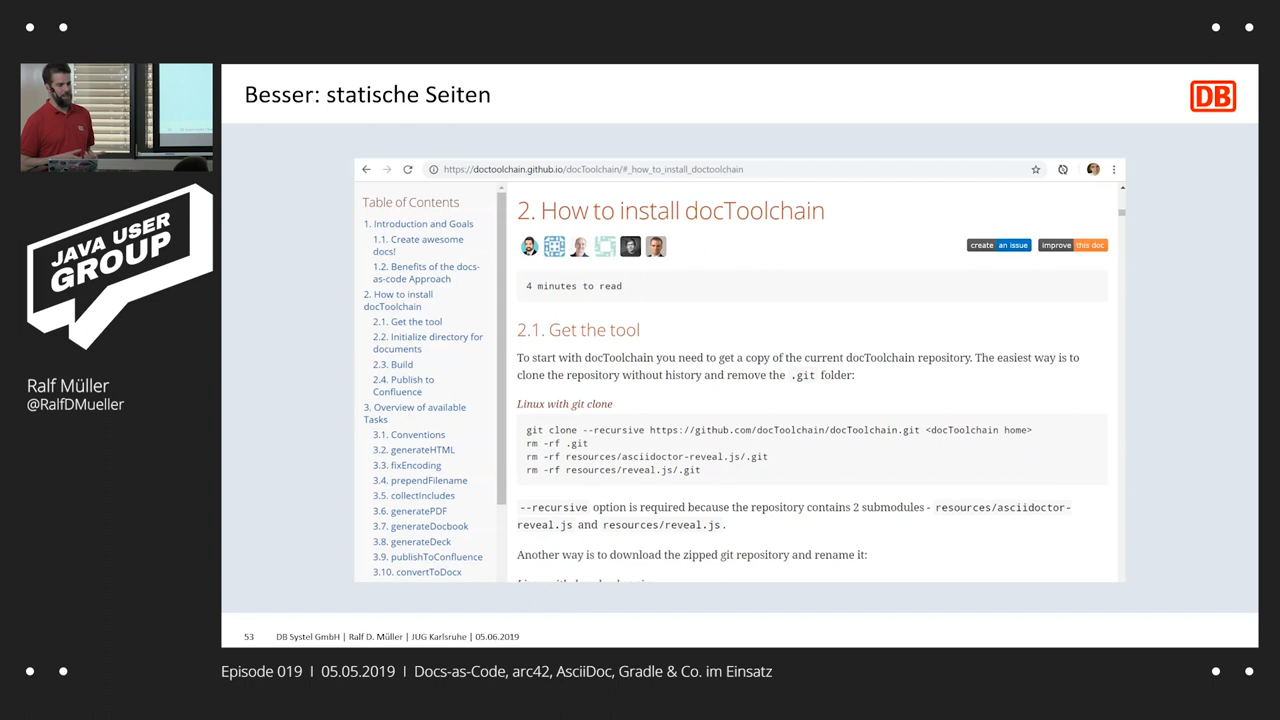 JAVA USER
GROUP
Ralf Müller
@RalfDMueller
Besser: statische Seiten
DB
https://doctoolchain.github.io/docToolchain/#_how_to_install_doctoolchain
Table of Contents
1. Introduction and Goals
1.1. Create awesome
docs!
1.2. Benefits of the docs-
as-code Approach
2. How to install
docToolchain
2.1. Get the tool
2.2. Initialize directory for
documents
2.3. Build
2.4. Publish to
Confluence
3. Overview of available
Tasks
3.1. Conventions
3.2. generateHTML
3.3. fixEncoding
3.4. prependFilename
3.5. collectIncludes
3.6. generatePDF
3.7. generateDocbook
3.8. generateDeck
3.9. publishToConfluence
3.10. convertToDocx
2. How to install docToolchain
create an issue
improve this doc
4 minutes to read
2.1. Get the tool
To start with docToolchain you need to get a copy of the current docToolchain repository. The easiest way is to
clone the repository without history and remove the .git folder:
Linux with git clone
git clone --recursive https://github.com/docToolchain/docToolchain.git <docToolchain home>
rm -rf .git
rm -rf resources/asciidoctor-reveal.js/.git
rm -rf resources/reveal.js/.git
--recursive option is required because the repository contains 2 submodules - resources/asciidoctor-
reveal.js and resources/reveal.js.
Another way is to download the zipped git repository and rename it:
53 DB Systel GmbH | Ralf D. Müller | JUG Karlsruhe | 05.06.2019
Episode 019 | 05.05.2019 | Docs-as-Code, arc42, AsciiDoc, Gradle & Co. im Einsatz